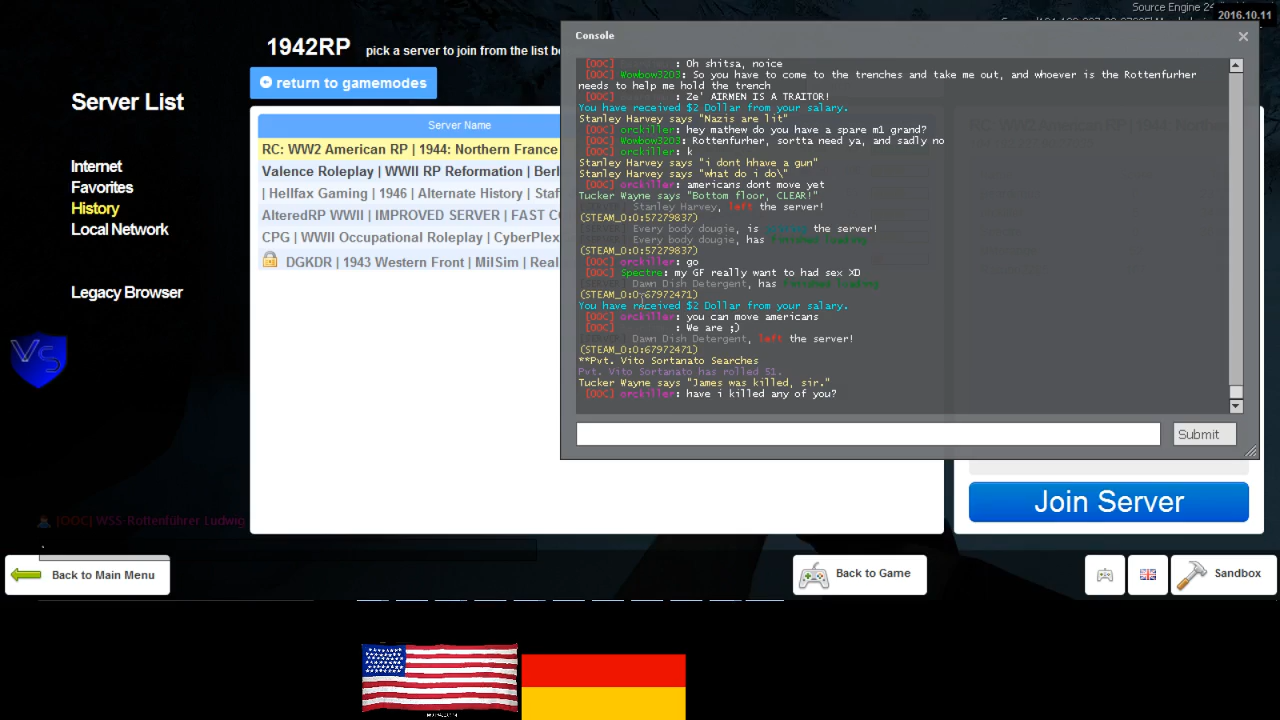 Source Engine 24
2016.10.11
1942RP pick a server to join from the list be
return to gamemodes
Server List
Internet
Favorites
History
Local Network
Legacy Browser
VS
Server Name
RC: WW2 American RP | 1944: Northern France
Valence Roleplay | WWII RP Reformation | Berl
| Hellfax Gaming | 1946 | Alternate History | Staf
AlteredRP WWII | IMPROVED SERVER | FAST CO
CPG | WWII Occupational Roleplay | CyberPlex
DGKDR | 1943 Western Front | MilSim | Real
Console
[OOC] : Oh shitsa, noice
[OOC] Wowbow3203: So you have to come to the trenches and take me out, and whoever is the Rottenfurher
needs to help me hold the trench
[OOC] : Ze' AIRMEN IS A TRAITOR!
You have received $2 Dollar from your salary.
Stanley Harvey says "Nazis are lit"
[OOC] orckiller: hey mathew do you have a spare m1 grand?
[OOC] Wowbow3203: Rottenfurher, sortta need ya, and sadly no
[OOC] orckiller: k
Stanley Harvey says "i dont hhave a gun"
Stanley Harvey says "what do i do\"
[OOC] orckiller: americans dont move yet
Tucker Wayne says "Bottom floor, CLEAR!"
[SERVER] Stanley Harvey, left the server!
(STEAM_0:0:57279837)
[SERVER] Every body dougie, is joining the server!
[SERVER] Every body dougie, has finished loading
(STEAM_0:0:57279837)
[OOC] orckiller: go
[OOC] Spectre: my GF really want to had sex XD
[SERVER] Dawn Dish Detergent, has finished loading
(STEAM_0:0:67972471)
You have received $2 Dollar from your salary.
[OOC] orckiller: you can move americans
[OOC] : We are ;)
[SERVER] Dawn Dish Detergent, left the server!
(STEAM_0:0:67972471)
**Pvt. Vito Sortanato Searches
Pvt. Vito Sortanato has rolled 51.
Tucker Wayne says "James was killed, sir."
[OOC] orckiller: have i killed any of you?
Submit
Join Server
[OOC] WSS-Rottenführer Ludwig
Back to Main Menu
Back to Game
Sandbox